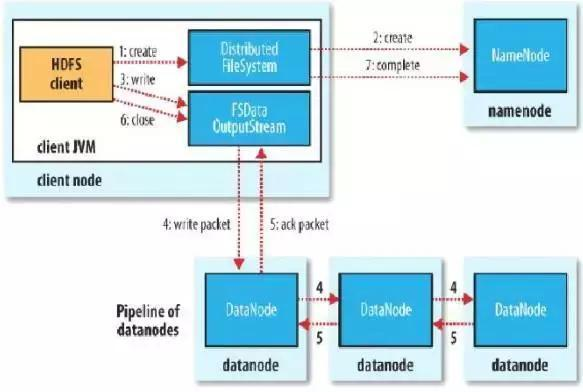 HDFS
client
1: create
3: write
6: close
Distributed
FileSystem
FSData
OutputStream
client JVM
client node
2: create
7: complete
NameNode
namenode
4: write packet
5: ack packet
Pipeline of
datanodes
DataNode
4
5
DataNode
4
5
DataNode
datanode
datanode
datanode